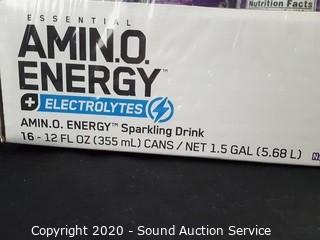 Nutrition Facts
ESSENTIAL
AMIN.O.
ENERGY™
+ ELECTROLYTES
AMIN.O. ENERGY™ Sparkling Drink
16 - 12 FL OZ (355 mL) CANS / NET 1.5 GAL (5.68 L)
Copyright 2020 - Sound Auction Service